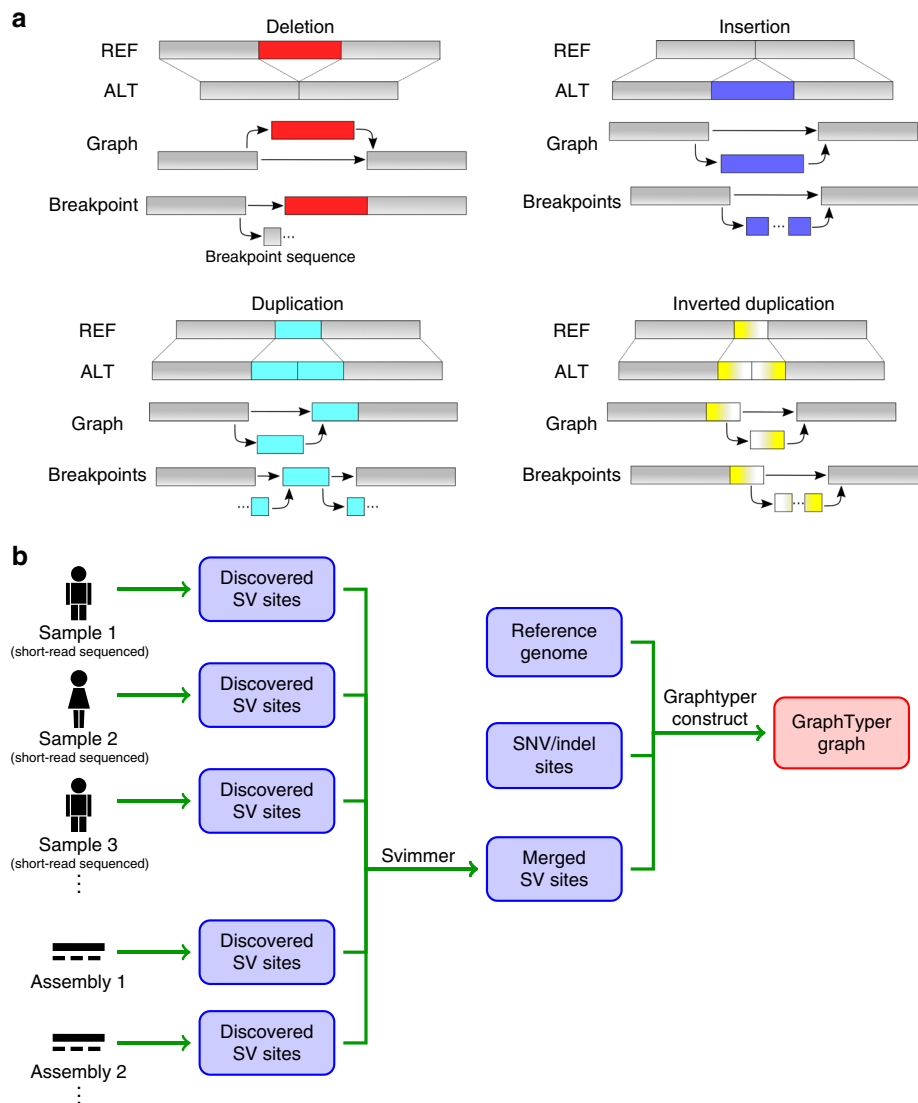 a
Deletion
REF
ALT
Graph
Breakpoint
...
Breakpoint sequence
Insertion
REF
ALT
Graph
Breakpoints
...
Duplication
REF
ALT
Graph
Breakpoints
...
...
Inverted duplication
REF
ALT
Graph
Breakpoints
...
b
Sample 1
(short-read sequenced)
Discovered
SV sites
Sample 2
(short-read sequenced)
Discovered
SV sites
Sample 3
(short-read sequenced)
⋮
Discovered
SV sites
Assembly 1
Discovered
SV sites
Assembly 2
⋮
Discovered
SV sites
Svimmer
Reference
genome
SNV/indel
sites
Merged
SV sites
Graphtyper
construct
GraphTyper
graph